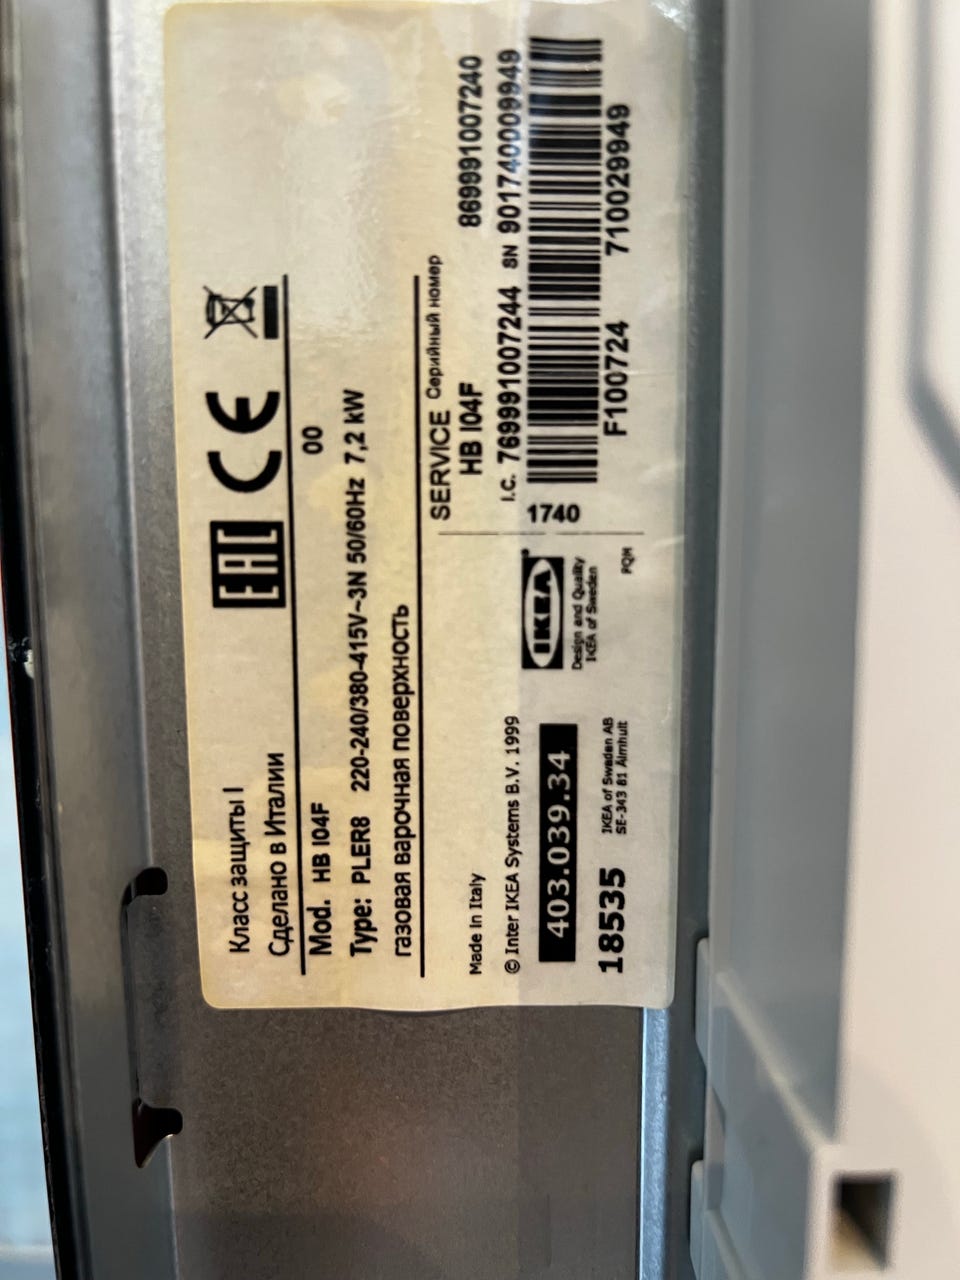 Класс защиты I
Сделано в Италии
EAC CE
Mod. HB I04F 00
Type: PLER8 220-240/380-415V~3N 50/60Hz 7,2 kW
газовая варочная поверхность
SERVICE Серийный номер
HB I04F 869991007240
I.C. 769991007244 SN 901740009949
1740
F100724 710029949
Made in Italy
© Inter IKEA Systems B.V. 1999
403.039.34
18535
IKEA of Sweden AB
SE-343 81 Älmhult
IKEA®
Design and Quality
IKEA of Sweden
PQM